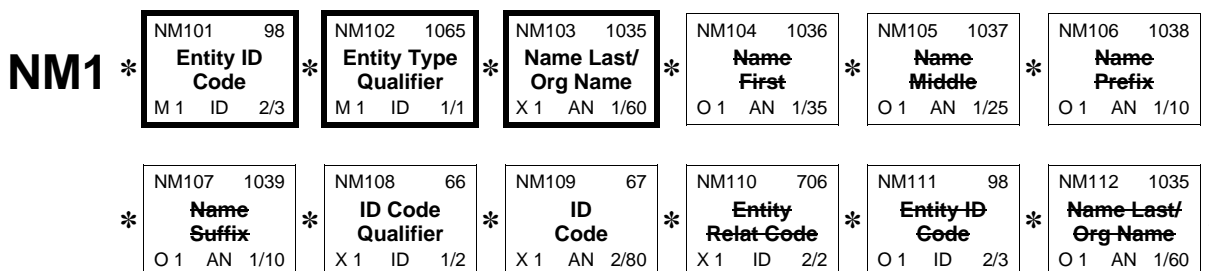 NM101 98 NM102 1065 NM103 1035 NM104 1036 NM105 1037 NM106 1038
NM1 * Entity ID * Entity Type * Name Last/ * Name * Name * Name
Code Qualifier Org Name First Middle Prefix
M 1 ID 2/3 M 1 ID 1/1 X 1 AN 1/60 O 1 AN 1/35 O 1 AN 1/25 O 1 AN 1/10
NM107 1039 NM108 66 NM109 67 NM110 706 NM111 98 NM112 1035
* Name * ID Code * ID * Entity * Entity ID * Name Last/
Suffix Qualifier Code Relat Code Code Org Name
O 1 AN 1/10 X 1 ID 1/2 X 1 AN 2/80 X 1 ID 2/2 O 1 ID 2/3 O 1 AN 1/60